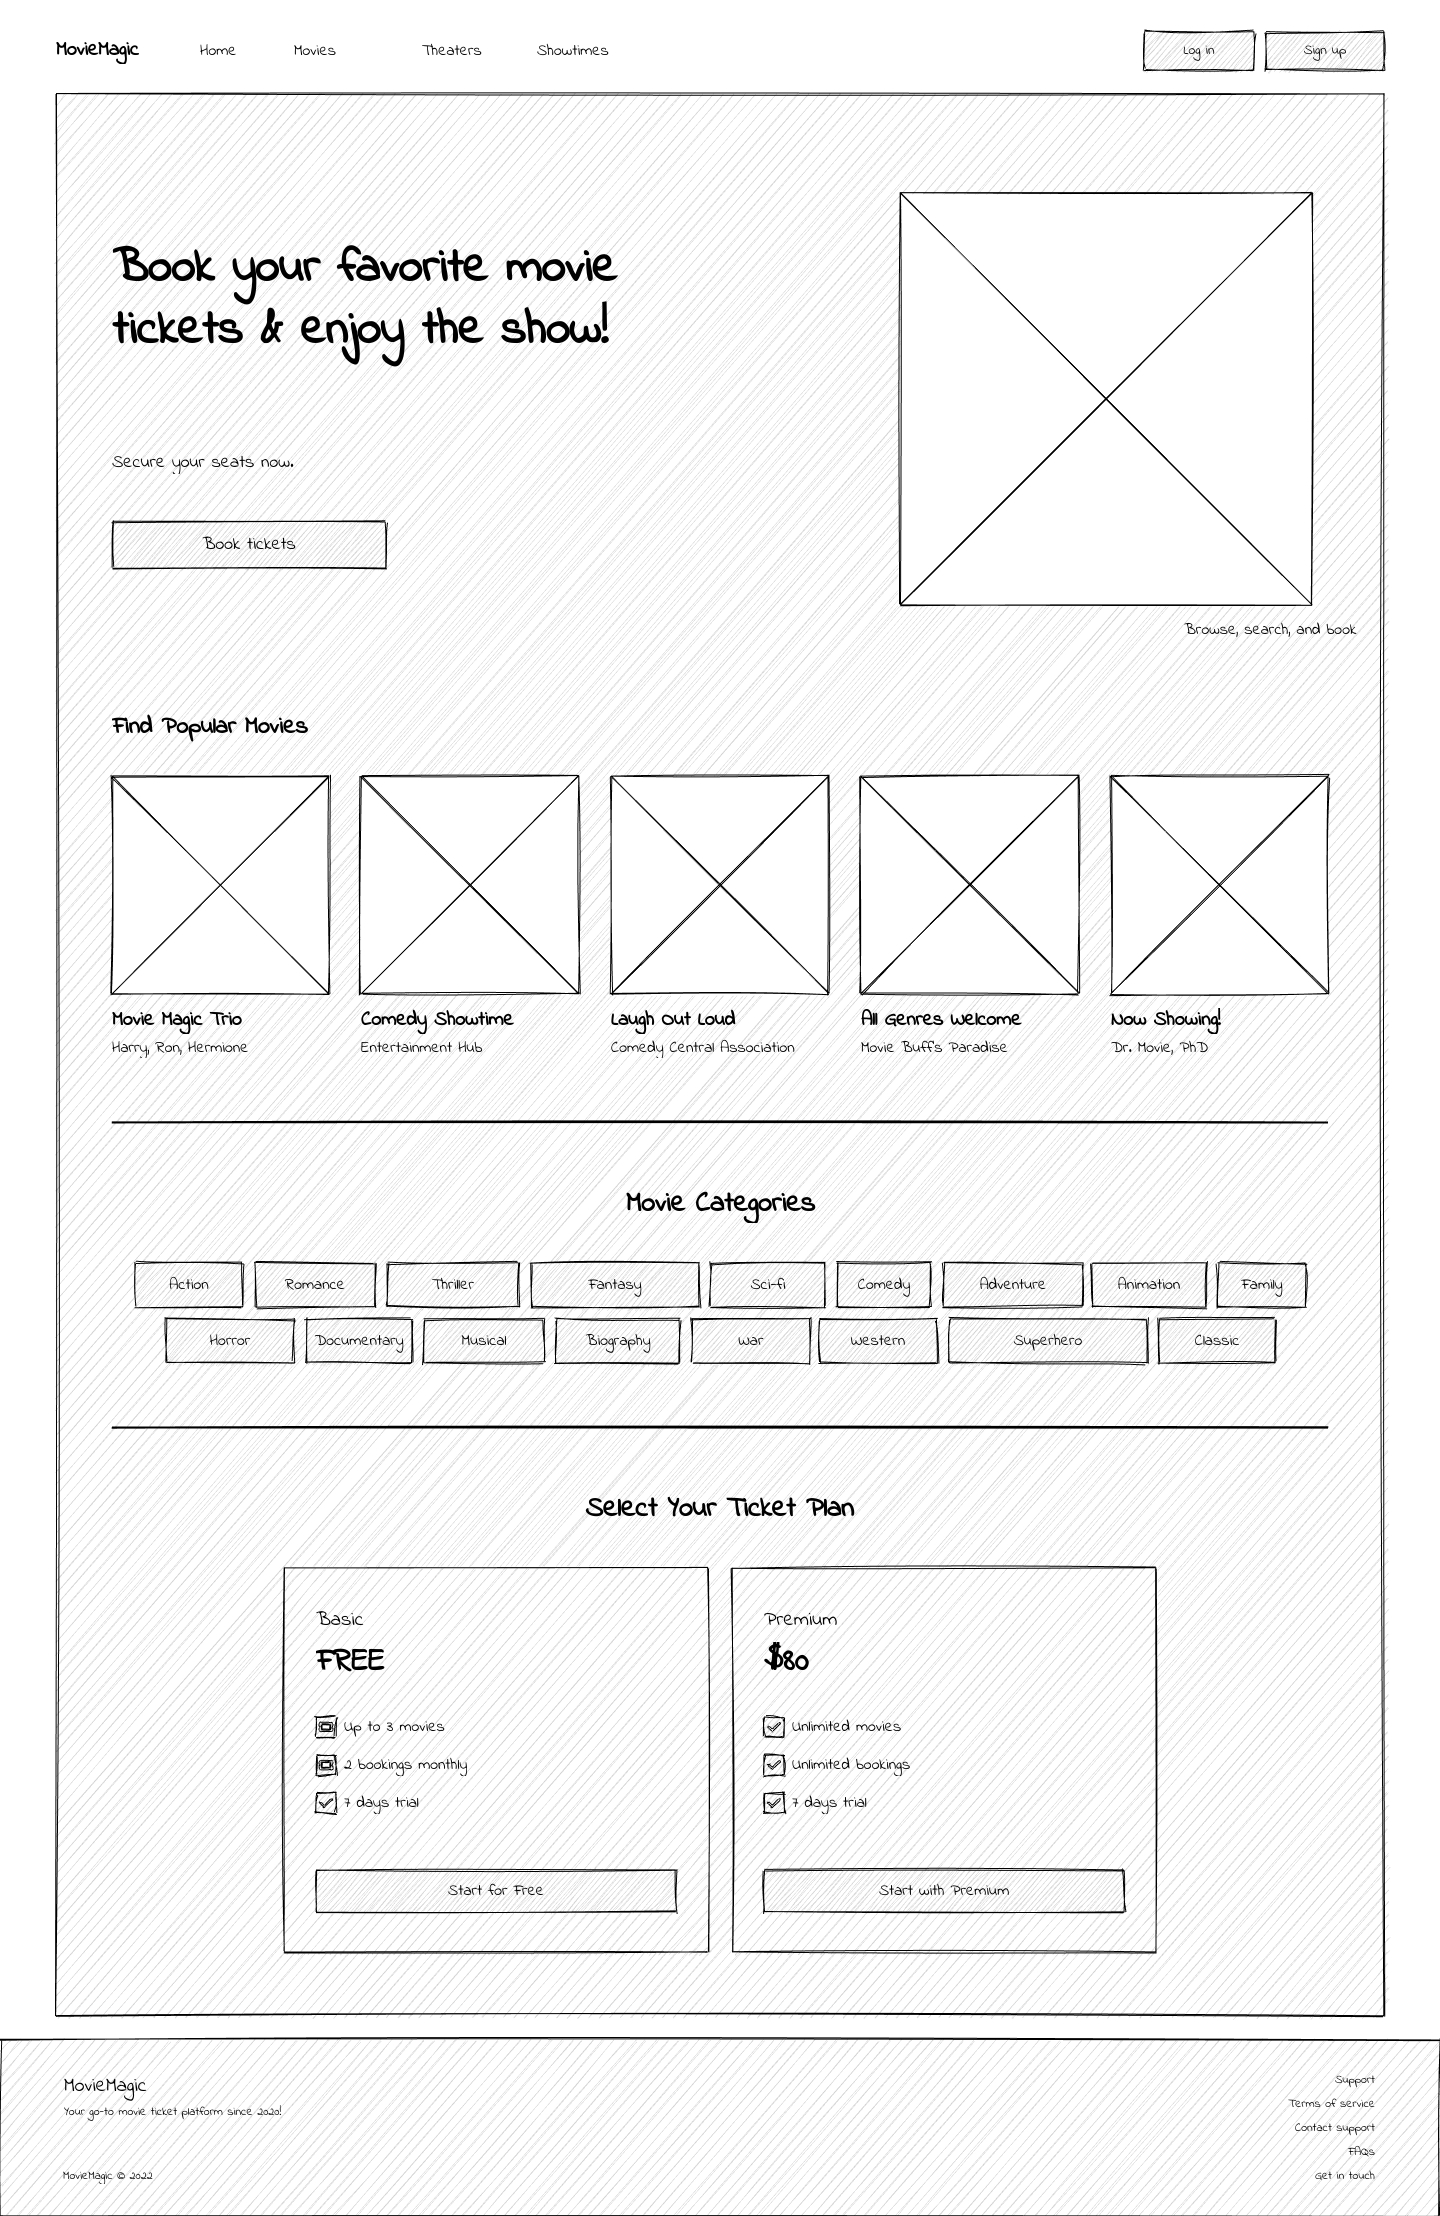 MovieMagic
Home
Movies
Theaters
Showtimes
Log in
Sign up
Book your favorite movie
tickets & enjoy the show!
Secure your seats now.
Book tickets
Browse, search, and book
Find Popular Movies
Movie Magic Trio
Harry, Ron, Hermione
Comedy Showtime
Entertainment Hub
Laugh Out Loud
Comedy Central Association
All Genres Welcome
Movie Buffs Paradise
Now Showing!
Dr. Movie, PhD
Movie Categories
Action
Romance
Thriller
Fantasy
Sci-fi
Comedy
Adventure
Animation
Family
Horror
Documentary
Musical
Biography
War
Western
Superhero
Classic
Select Your Ticket Plan
Basic
FREE
Up to 3 movies
2 bookings monthly
7 days trial
Start for Free
Premium
$80
Unlimited movies
Unlimited bookings
7 days trial
Start with Premium
MovieMagic
Your go-to movie ticket platform since 2020!
MovieMagic © 2022
Support
Terms of service
Contact support
FAQs
Get in touch